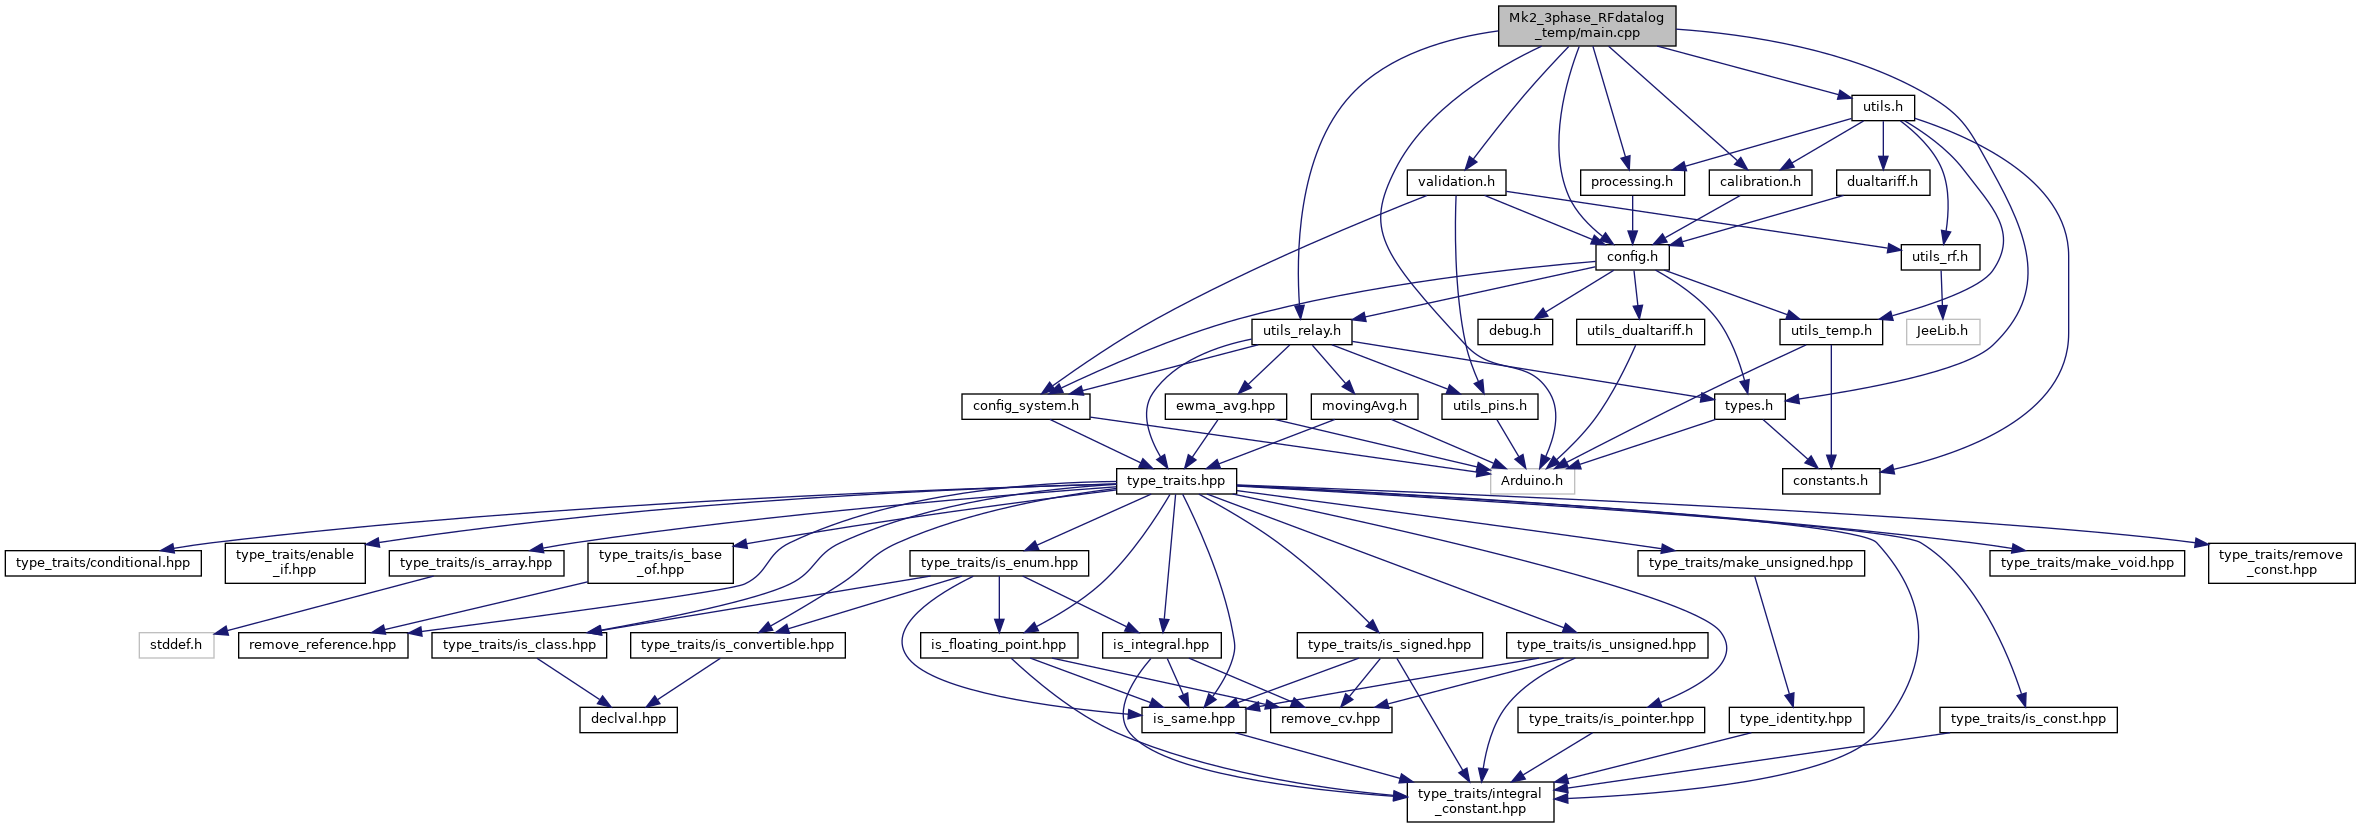 Mk2_3phase_RFdatalog
_temp/main.cpp
utils.h
validation.h
processing.h
calibration.h
dualtariff.h
config.h
utils_rf.h
utils_relay.h
debug.h
utils_dualtariff.h
utils_temp.h
JeeLib.h
config_system.h
ewma_avg.hpp
movingAvg.h
utils_pins.h
types.h
type_traits.hpp
Arduino.h
constants.h
type_traits/conditional.hpp
type_traits/enable
_if.hpp
type_traits/is_array.hpp
type_traits/is_base
_of.hpp
type_traits/is_enum.hpp
type_traits/make_unsigned.hpp
type_traits/make_void.hpp
type_traits/remove
_const.hpp
stddef.h
remove_reference.hpp
type_traits/is_class.hpp
type_traits/is_convertible.hpp
is_floating_point.hpp
is_integral.hpp
type_traits/is_signed.hpp
type_traits/is_unsigned.hpp
declval.hpp
is_same.hpp
remove_cv.hpp
type_traits/is_pointer.hpp
type_identity.hpp
type_traits/is_const.hpp
type_traits/integral
_constant.hpp